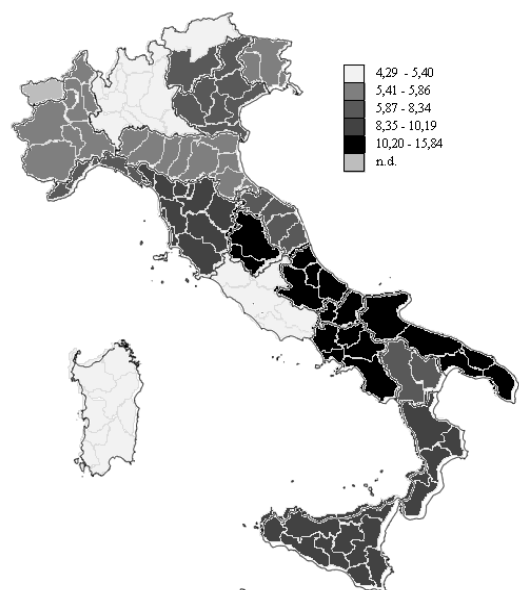 4,29 - 5,40
5,41 - 5,86
5,87 - 8,34
8,35 - 10,19
10,20 - 15,84
n.d.